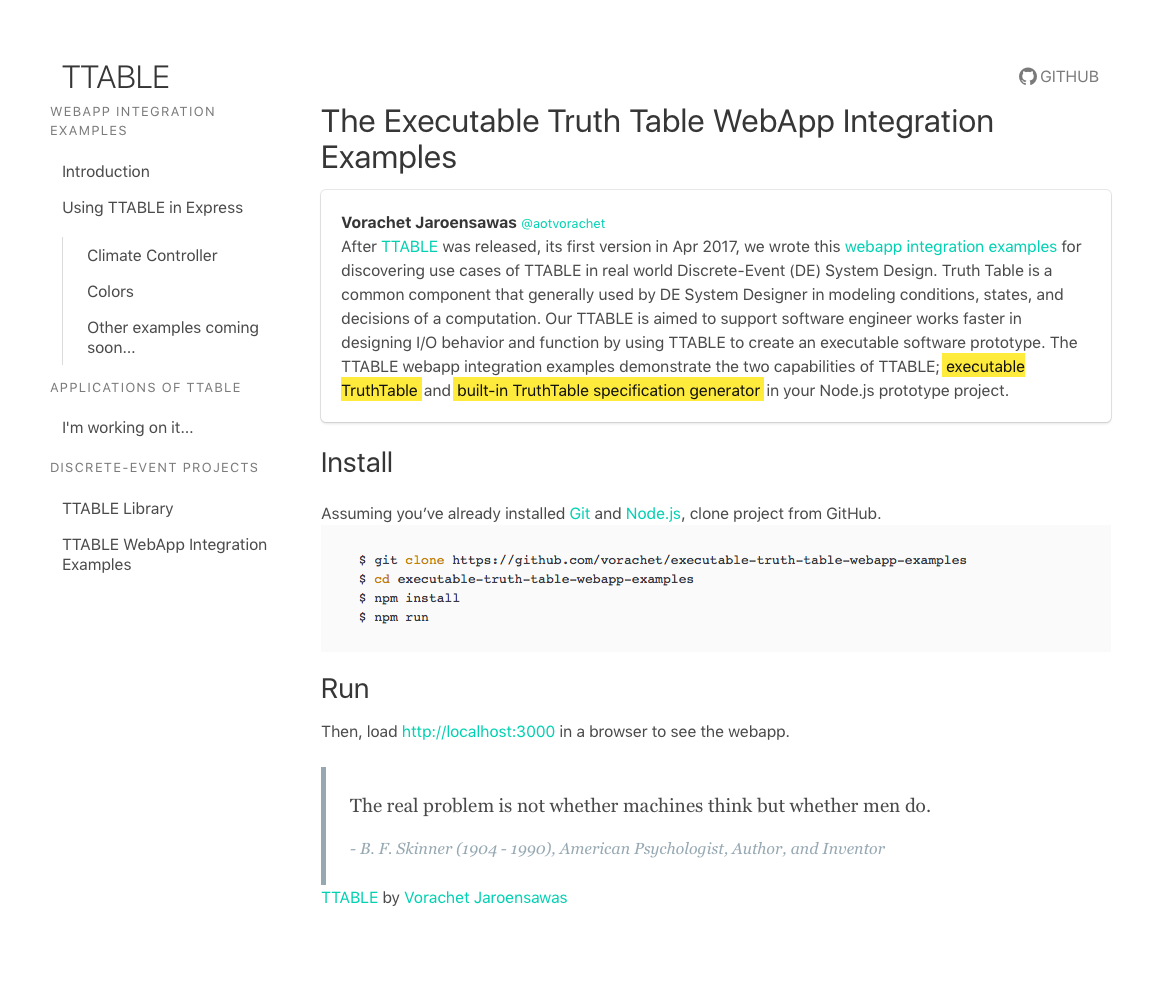 TTABLE
GITHUB
WEBAPP INTEGRATION
EXAMPLES
Introduction
Using TTABLE in Express
Climate Controller
Colors
Other examples coming
soon...
APPLICATIONS OF TTABLE
I'm working on it...
DISCRETE-EVENT PROJECTS
TTABLE Library
TTABLE WebApp Integration
Examples
The Executable Truth Table WebApp Integration
Examples
Vorachet Jaroensawas @aotvorachet
After TTABLE was released, its first version in Apr 2017, we wrote this webapp integration examples for
discovering use cases of TTABLE in real world Discrete-Event (DE) System Design. Truth Table is a
common component that generally used by DE System Designer in modeling conditions, states, and
decisions of a computation. Our TTABLE is aimed to support software engineer works faster in
designing I/O behavior and function by using TTABLE to create an executable software prototype. The
TTABLE webapp integration examples demonstrate the two capabilities of TTABLE; executable
TruthTable and built-in TruthTable specification generator in your Node.js prototype project.
Install
Assuming you’ve already installed Git and Node.js, clone project from GitHub.
$ git clone https://github.com/vorachet/executable-truth-table-webapp-examples
$ cd executable-truth-table-webapp-examples
$ npm install
$ npm run
Run
Then, load http://localhost:3000 in a browser to see the webapp.
The real problem is not whether machines think but whether men do.
- B. F. Skinner (1904 - 1990), American Psychologist, Author, and Inventor
TTABLE by Vorachet Jaroensawas